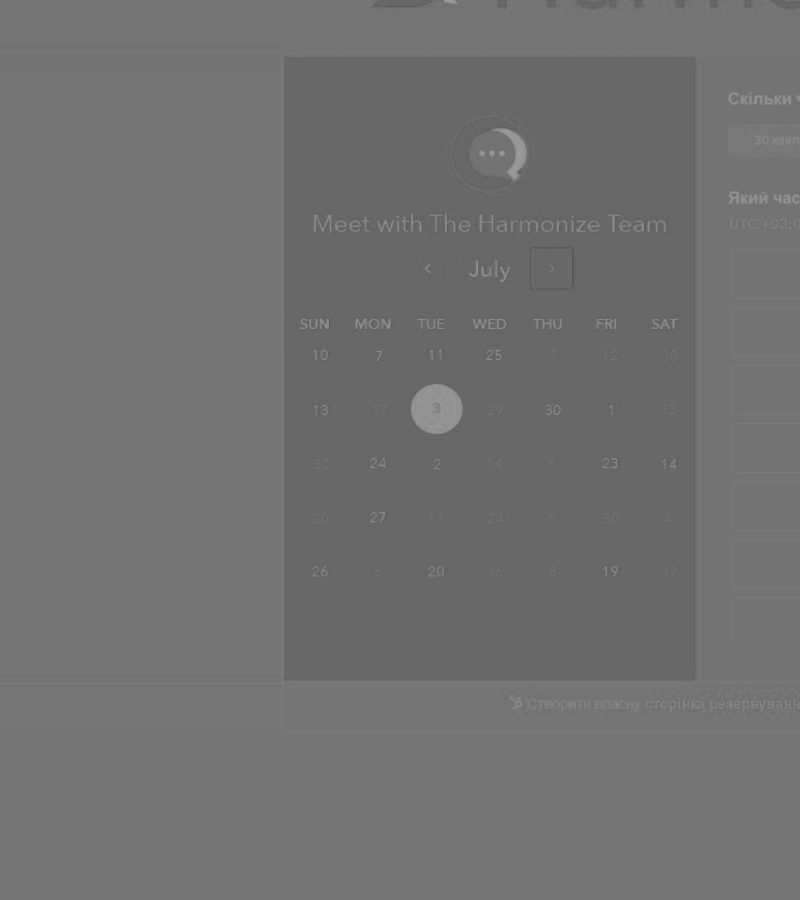 Meet with The Harmonize Team
July
SUN MON TUE WED THU FRI SAT
10 7 11 25 7 12 30
13 17 3 29 30 1 13
30 24 2 14 6 23 14
20 27 11 24 6 30 4
26 6 20 16 8 19 17
Скільки
30
Який час
UTC +03:0
Створити власну сторінка резервуванн